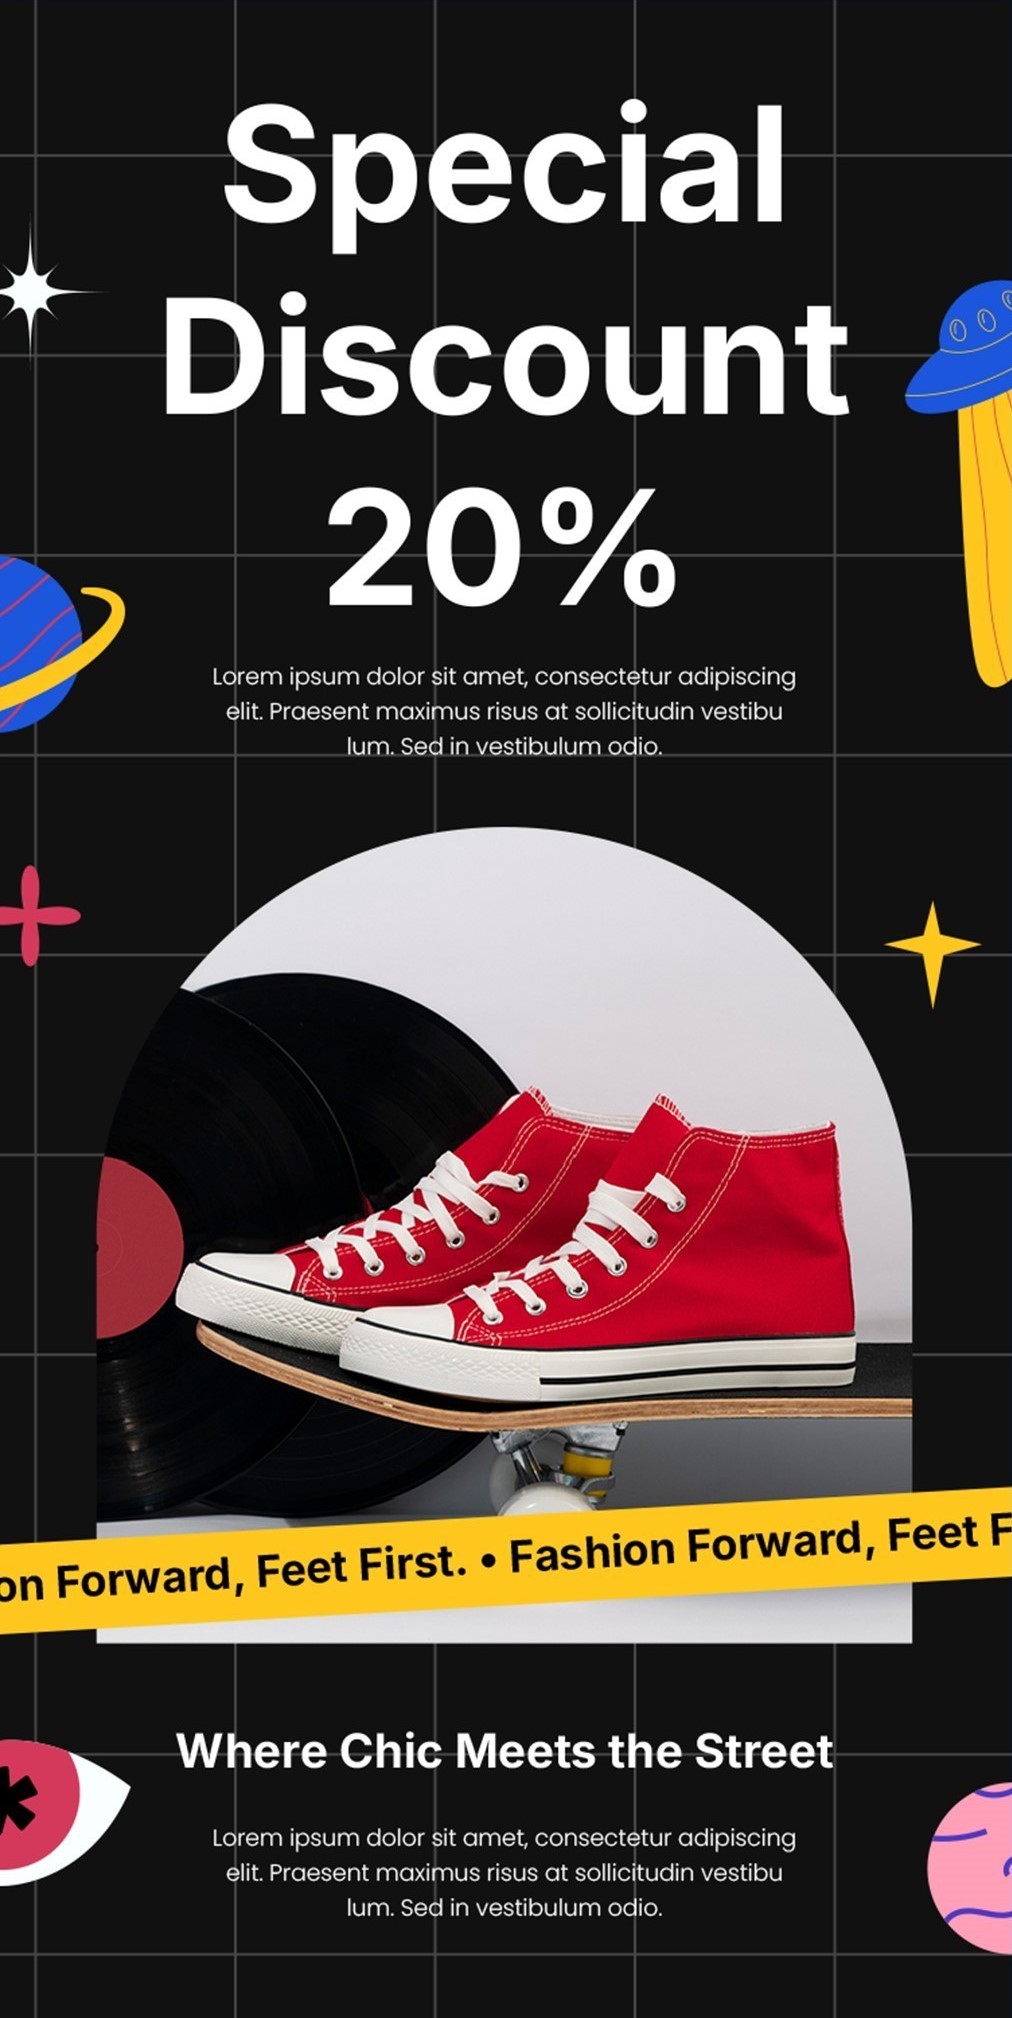 Special
Discount
20%
Lorem ipsum dolor sit amet, consectetur adipiscing
elit. Praesent maximus risus at sollicitudin vestibu
lum. Sed in vestibulum odio.
on Forward, Feet First. • Fashion Forward, Feet F
Where Chic Meets the Street
Lorem ipsum dolor sit amet, consectetur adipiscing
elit. Praesent maximus risus at sollicitudin vestibu
lum. Sed in vestibulum odio.